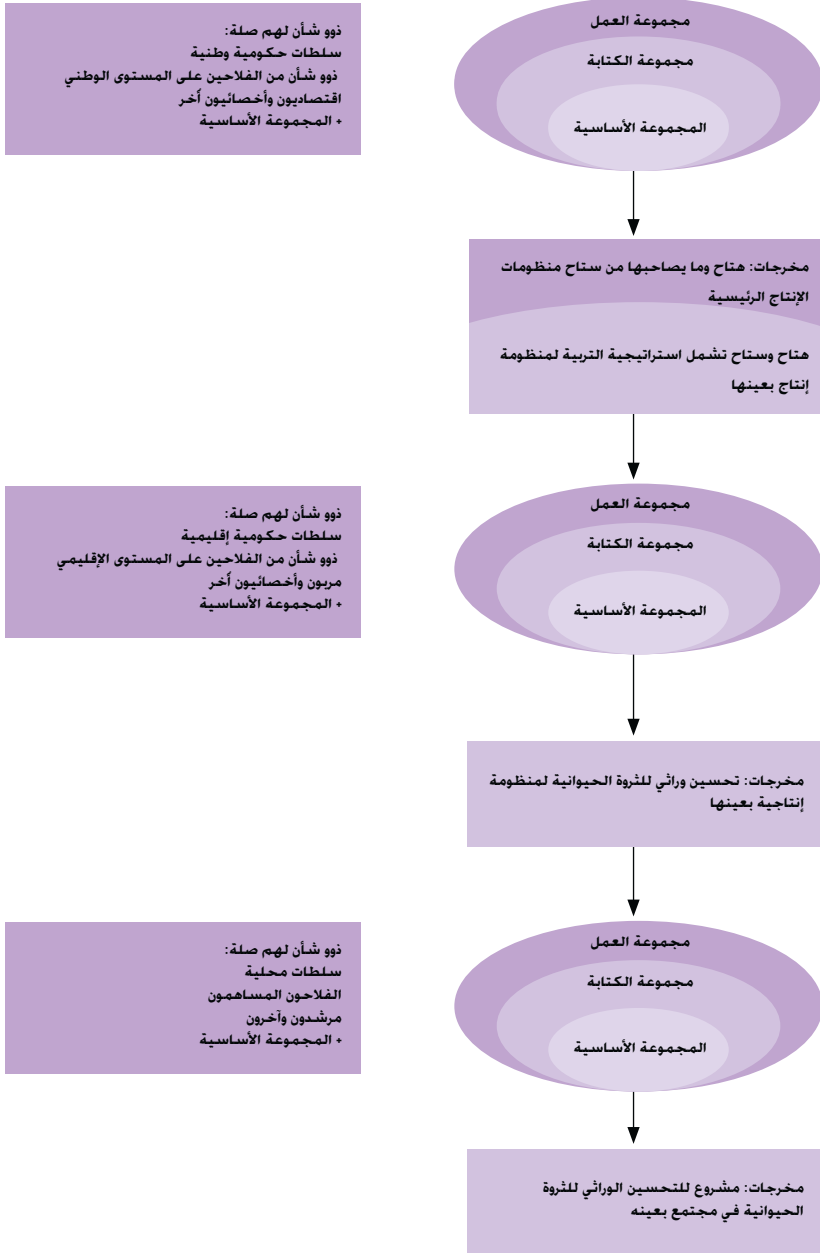 مجموعة العمل
مجموعة الكتابة
المجموعة الأساسية
ذوو شأن لهم صلة:
سلطات حكومية وطنية
ذوو شأن من الفلاحين على المستوى الوطني
اقتصاديون وأخصائيون أخر
+ المجموعة الأساسية
مخرجات: هتاح وما يصاحبها من ستاح منظومات
الإنتاج الرئيسية
هتاح وستاح تشمل استراتيجية التربية لمنظومة
إنتاج بعينها
مجموعة العمل
مجموعة الكتابة
المجموعة الأساسية
ذوو شأن لهم صلة:
سلطات حكومية إقليمية
ذوو شأن من الفلاحين على المستوى الإقليمي
مربون وأخصائيون أخر
+ المجموعة الأساسية
مخرجات: تحسين وراثي للثروة الحيوانية لمنظومة
إنتاجية بعينها
مجموعة العمل
مجموعة الكتابة
المجموعة الأساسية
ذوو شأن لهم صلة:
سلطات محلية
الفلاحون المساهمون
مرشدون وآخرون
+ المجموعة الأساسية
مخرجات: مشروع للتحسين الوراثي للثروة
الحيوانية في مجتمع بعينه